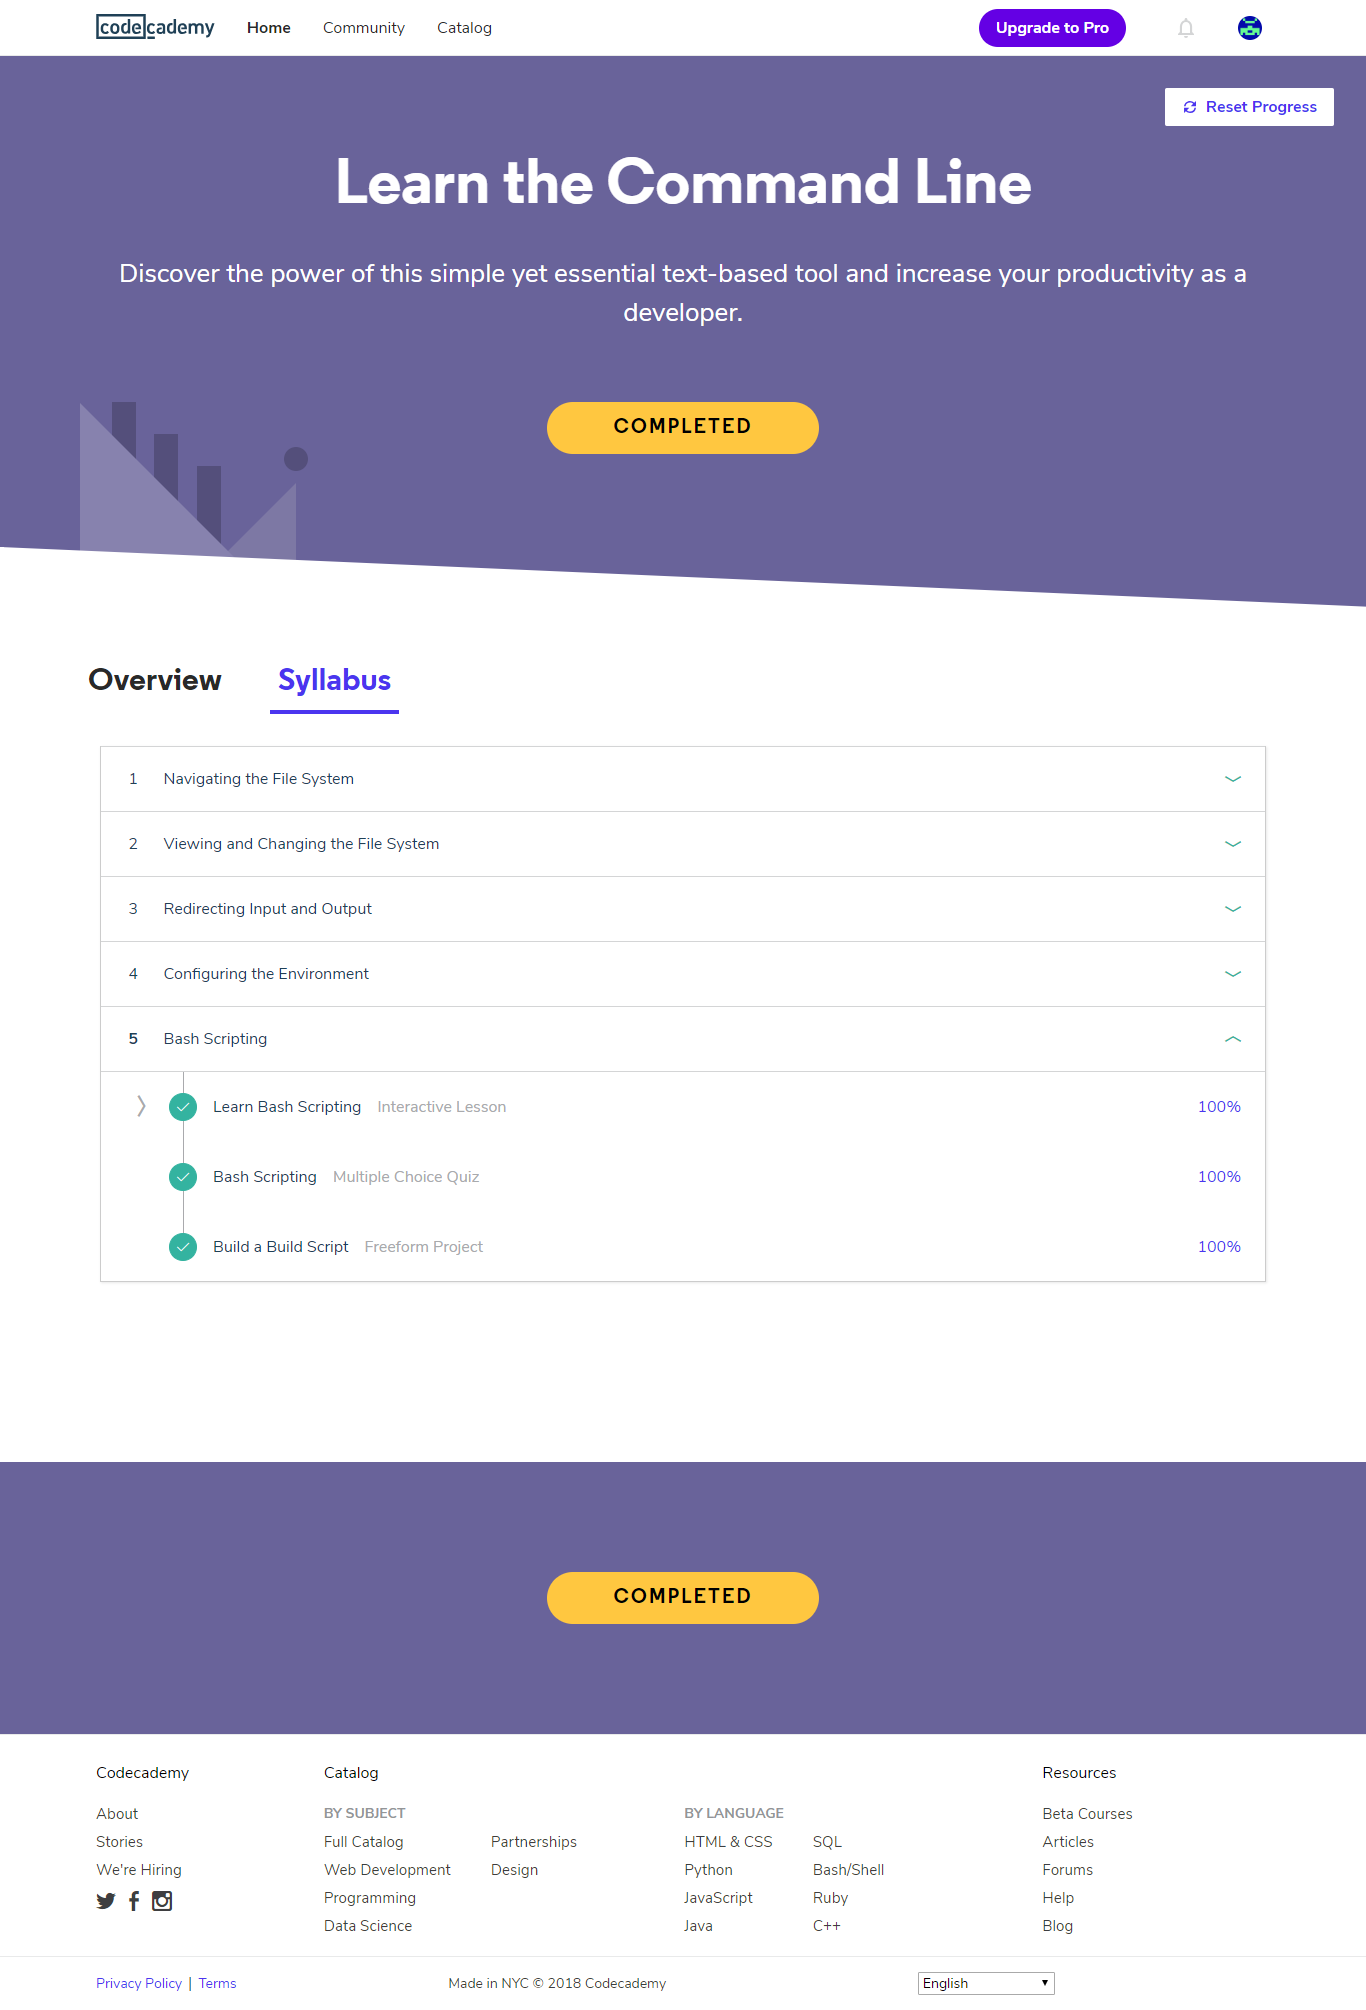 codecademy Home Community Catalog Upgrade to Pro
Reset Progress
Learn the Command Line
Discover the power of this simple yet essential text-based tool and increase your productivity as a
developer.
COMPLETED
Overview Syllabus
1 Navigating the File System
2 Viewing and Changing the File System
3 Redirecting Input and Output
4 Configuring the Environment
5 Bash Scripting
Learn Bash Scripting Interactive Lesson 100%
Bash Scripting Multiple Choice Quiz 100%
Build a Build Script Freeform Project 100%
COMPLETED
Codecademy Catalog Resources
About BY SUBJECT BY LANGUAGE Beta Courses
Stories Full Catalog Partnerships HTML & CSS SQL Articles
We're Hiring Web Development Design Python Bash/Shell Forums
Programming JavaScript Ruby Help
Data Science Java C++ Blog
Privacy Policy | Terms Made in NYC © 2018 Codecademy English